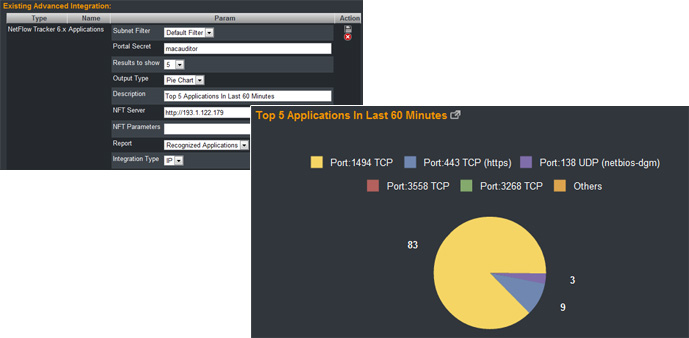 Existing Advanced Integration:
Type Name Param Action
NetFlow Tracker 6.x Applications
Subnet Filter Default Filter
Portal Secret macauditor
Results to show 5
Output Type Pie Chart
Description Top 5 Applications In Last 60 Minutes
NFT Server http://193.1.122.179
NFT Parameters
Report Recognized Applications
Integration Type IP
Top 5 Applications In Last 60 Minutes
Port:1494 TCP Port:443 TCP (https) Port:138 UDP (netbios-dgm)
Port:3558 TCP Port:3268 TCP Others
83
3
9